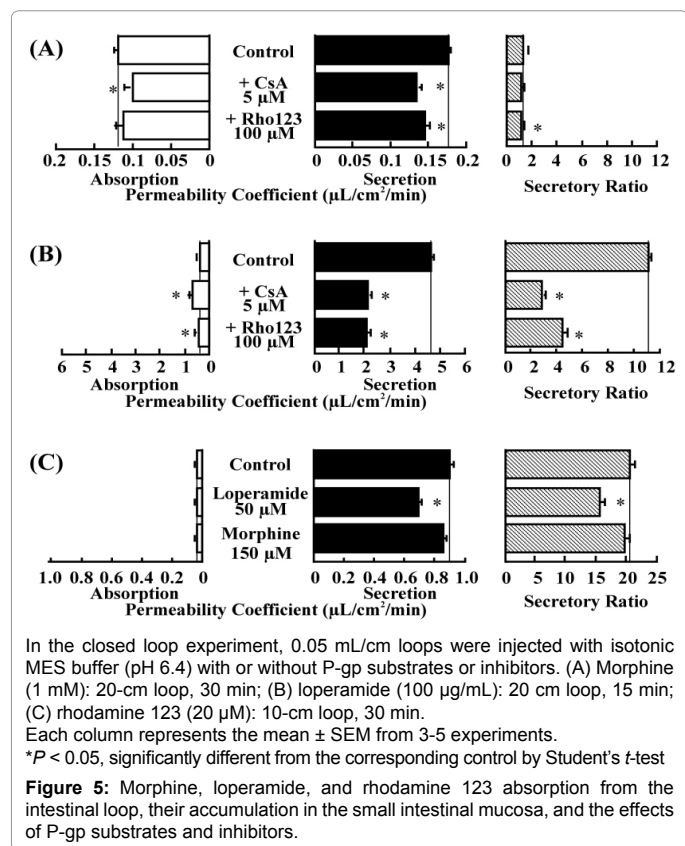 (A)
Control
+ CsA
5 µM
+ Rho123
100 µM
* * * *
0.2 0.15 0.10 0.05 0 0 0.05 0.10 0.15 0.2 0 2 4 6 8 10 12
Absorption Secretion Secretory Ratio
Permeability Coefficient (µL/cm²/min)
(B)
Control
+ CsA
5 µM
+ Rho123
100 µM
* * * * * *
6 5 4 3 2 1 0 0 1 2 3 4 5 6 0 2 4 6 8 10 12
Absorption Secretion Secretory Ratio
Permeability Coefficient (µL/cm²/min)
(C)
Control
Loperamide
50 µM
Morphine
150 µM
* *
1.0 0.8 0.6 0.4 0.2 0 0 0.2 0.4 0.6 0.8 1.0 0 5 10 15 20 25
Absorption Secretion Secretory Ratio
Permeability Coefficient (µL/cm²/min)
In the closed loop experiment, 0.05 mL/cm loops were injected with isotonic
MES buffer (pH 6.4) with or without P-gp substrates or inhibitors. (A) Morphine
(1 mM): 20-cm loop, 30 min; (B) loperamide (100 µg/mL): 20 cm loop, 15 min;
(C) rhodamine 123 (20 µM): 10-cm loop, 30 min.
Each column represents the mean ± SEM from 3-5 experiments.
*P < 0.05, significantly different from the corresponding control by Student's t-test
Figure 5: Morphine, loperamide, and rhodamine 123 absorption from the
intestinal loop, their accumulation in the small intestinal mucosa, and the effects
of P-gp substrates and inhibitors.